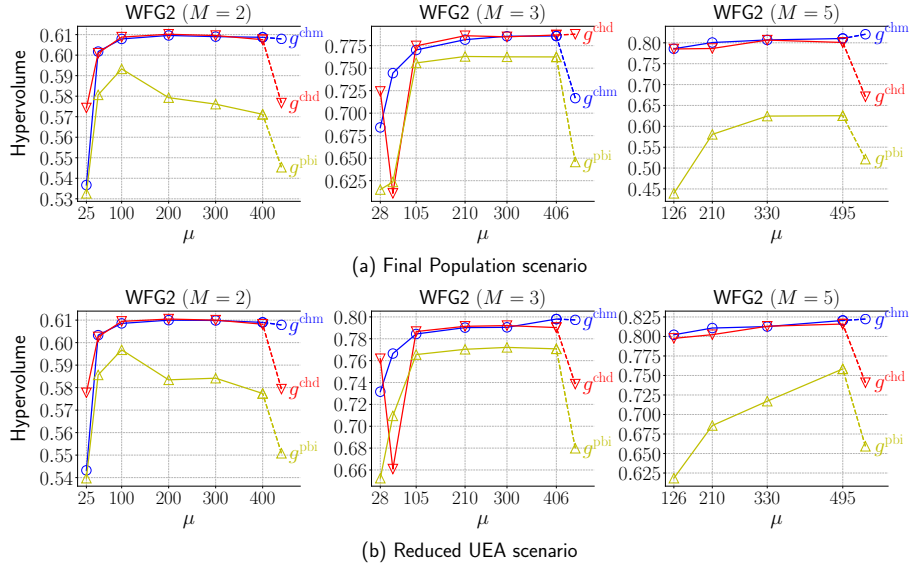 WFG2 (M = 2)
WFG2 (M = 3)
WFG2 (M = 5)
Hypervolume
0.61
0.60
0.59
0.58
0.57
0.56
0.55
0.54
0.53
25 100 200 300 400
μ
g^chm
g^chd
g^pbi
0.775
0.750
0.725
0.700
0.675
0.650
0.625
28 105 210 300 406
μ
g^chd
g^chm
g^pbi
0.80
0.75
0.70
0.65
0.60
0.55
0.50
0.45
126 210 330 495
μ
g^chm
g^chd
g^pbi
(a) Final Population scenario
WFG2 (M = 2)
WFG2 (M = 3)
WFG2 (M = 5)
Hypervolume
0.61
0.60
0.59
0.58
0.57
0.56
0.55
0.54
25 100 200 300 400
μ
g^chm
g^chd
g^pbi
0.80
0.78
0.76
0.74
0.72
0.70
0.68
0.66
28 105 210 300 406
μ
g^chm
g^chd
g^pbi
0.825
0.800
0.775
0.750
0.725
0.700
0.675
0.650
0.625
126 210 330 495
μ
g^chm
g^chd
g^pbi
(b) Reduced UEA scenario